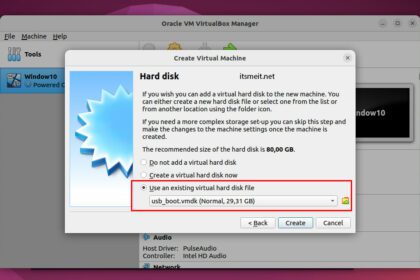 Oracle VM VirtualBox Manager
File Machine Help
Tools
Window10
Powered
Create Virtual Machine
Hard disk
itsmeit.net
If you wish you can add a virtual hard disk to the new machine. You
can either create a new hard disk file or select one from the list or
from another location using the folder icon.
If you need a more complex storage set-up you can skip this step and
make the changes to the machine settings once the machine is
created.
The recommended size of the hard disk is 80,00 GB.
Do not add a virtual hard disk
Create a virtual hard disk now
Use an existing virtual hard disk file
usb_boot.vmdk (Normal, 29,31 GB)
< Back
Create
Cancel
ndow10
Audio
Host Driver: PulseAudio
Controller: Intel HD Audio